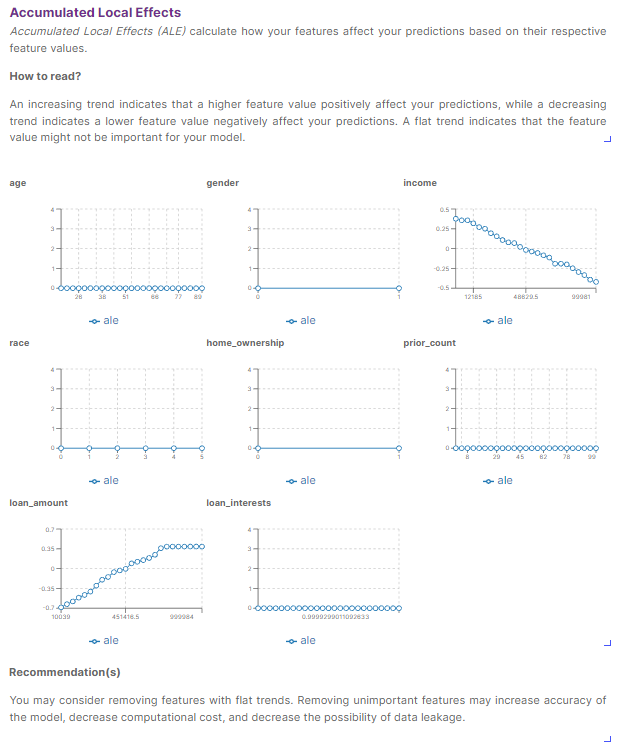 Accumulated Local Effects
Accumulated Local Effects (ALE) calculate how your features affect your predictions based on their respective
feature values.
How to read?
An increasing trend indicates that a higher feature value positively affect your predictions, while a decreasing
trend indicates a lower feature value negatively affect your predictions. A flat trend indicates that the feature
value might not be important for your model.
age
4
3
2
1
0
26 38 51 66 77 89
ale
gender
4
3
2
1
0
0 1
ale
income
0.5
0.25
0
-0.25
-0.5
12185 48829.5 99981
ale
race
4
3
2
1
0
0 1 2 3 4 5
ale
home_ownership
4
3
2
1
0
0 1
ale
prior_count
4
3
2
1
0
8 29 45 62 78 99
ale
loan_amount
0.7
0.35
0
-0.35
-0.7
10039 451416.5 999984
ale
loan_interests
4
3
2
1
0
0.9999299011092633
ale
Recommendation(s)
You may consider removing features with flat trends. Removing unimportant features may increase accuracy of
the model, decrease computational cost, and decrease the possibility of data leakage.